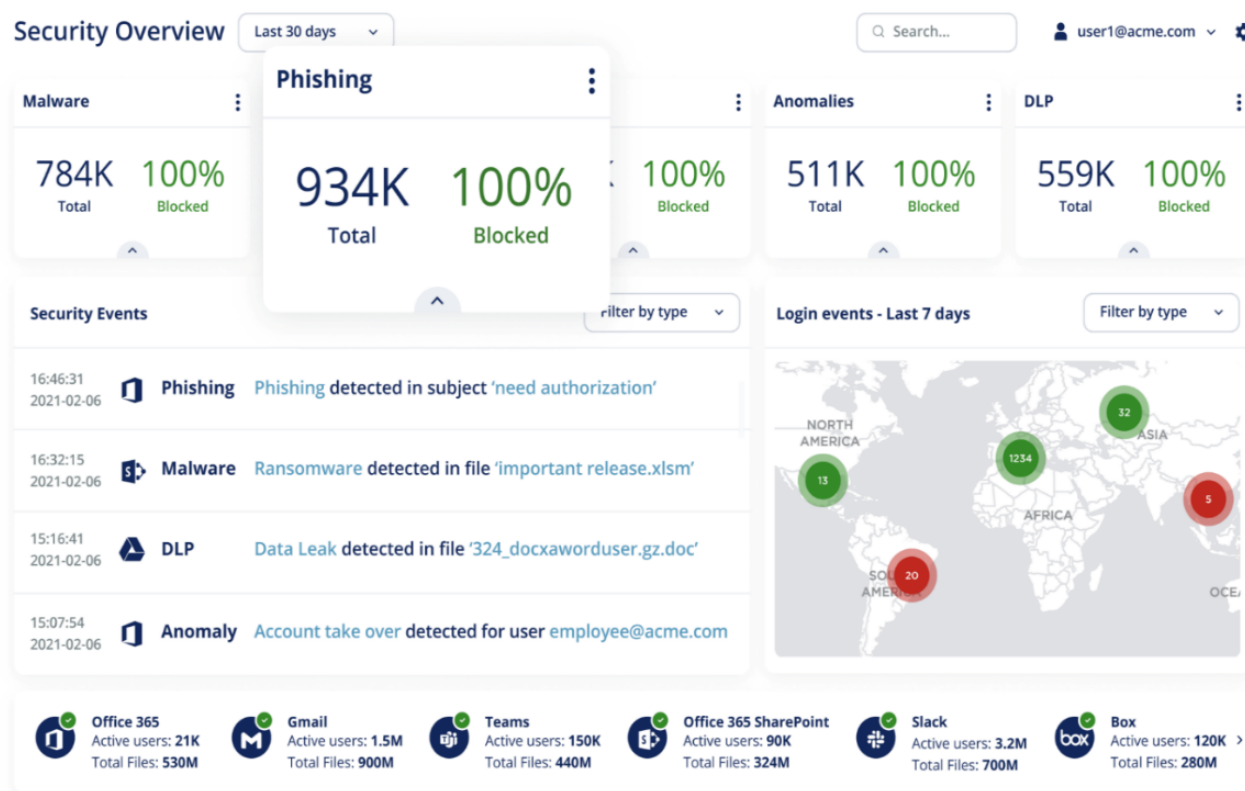 Security Overview
Last 30 days
Search...
user1@acme.com
Malware
784K
100%
Total
Blocked
Phishing
934K
100%
Total
Blocked
100%
Blocked
Anomalies
511K
100%
Total
Blocked
DLP
559K
100%
Total
Blocked
Security Events
Filter by type
16:46:31
2021-02-06
Phishing
Phishing detected in subject ‘need authorization’
16:32:15
2021-02-06
Malware
Ransomware detected in file ‘important release.xlsm’
15:16:41
2021-02-06
DLP
Data Leak detected in file ‘324_docxaworduser.gz.doc’
15:07:54
2021-02-06
Anomaly
Account take over detected for user employee@acme.com
Login events - Last 7 days
Filter by type
NORTH
AMERICA
13
1234
32
ASIA
5
AFRICA
20
OCE
Office 365
Active users: 21K
Total Files: 530M
Gmail
Active users: 1.5M
Total Files: 900M
Teams
Active users: 150K
Total Files: 440M
Office 365 SharePoint
Active users: 90K
Total Files: 324M
Slack
Active users: 3.2M
Total Files: 700M
box
Box
Active users: 120K
Total Files: 280M